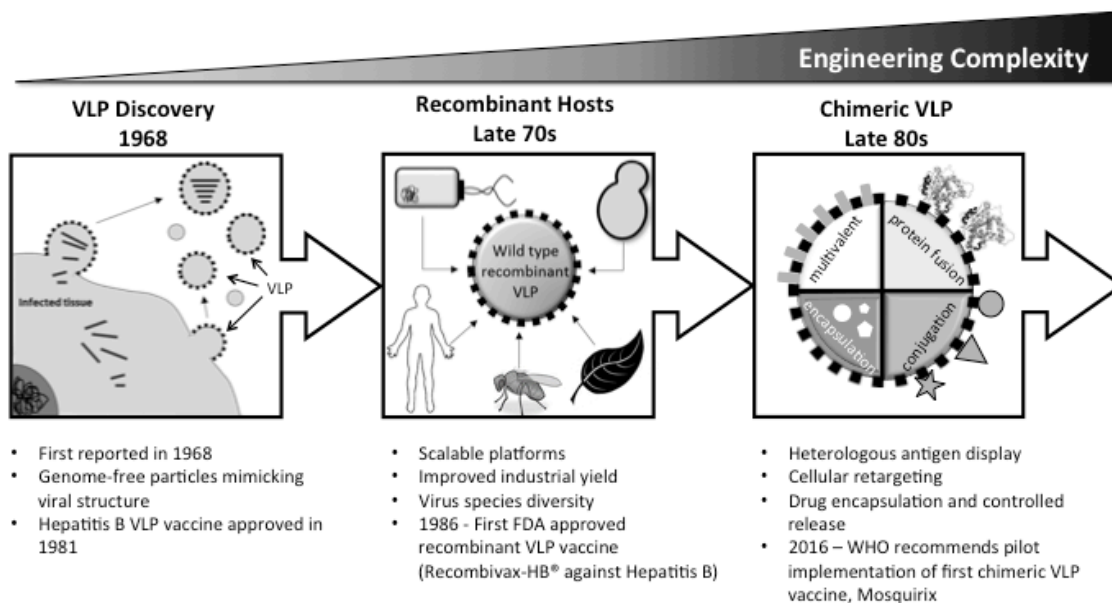 Engineering Complexity
VLP Discovery
1968
Infected tissue
VLP
• First reported in 1968
• Genome-free particles mimicking
viral structure
• Hepatitis B VLP vaccine approved in
1981
Recombinant Hosts
Late 70s
Wild type
recombinant
VLP
• Scalable platforms
• Improved industrial yield
• Virus species diversity
• 1986 - First FDA approved
recombinant VLP vaccine
(Recombivax-HB® against Hepatitis B)
Chimeric VLP
Late 80s
multivalent
protein fusion
encapsulation
conjugation
• Heterologous antigen display
• Cellular retargeting
• Drug encapsulation and controlled
release
• 2016 – WHO recommends pilot
implementation of first chimeric VLP
vaccine, Mosquirix